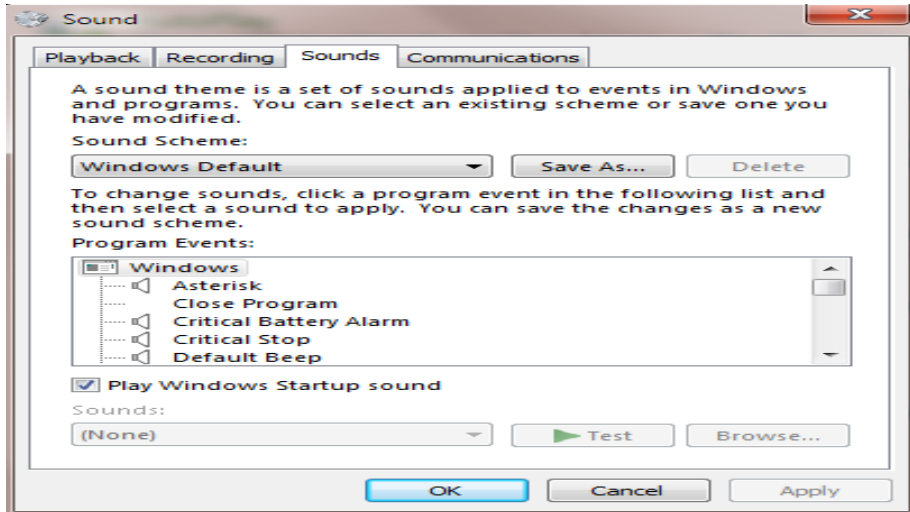 Sound
Playback Recording Sounds Communications
A sound theme is a set of sounds applied to events in Windows
and programs. You can select an existing scheme or save one you
have modified.
Sound Scheme:
Windows Default Save As... Delete
To change sounds, click a program event in the following list and
then select a sound to apply. You can save the changes as a new
sound scheme.
Program Events:
Windows
Asterisk
Close Program
Critical Battery Alarm
Critical Stop
Default Beep
Play Windows Startup sound
Sounds:
(None) Test Browse...
OK Cancel Apply